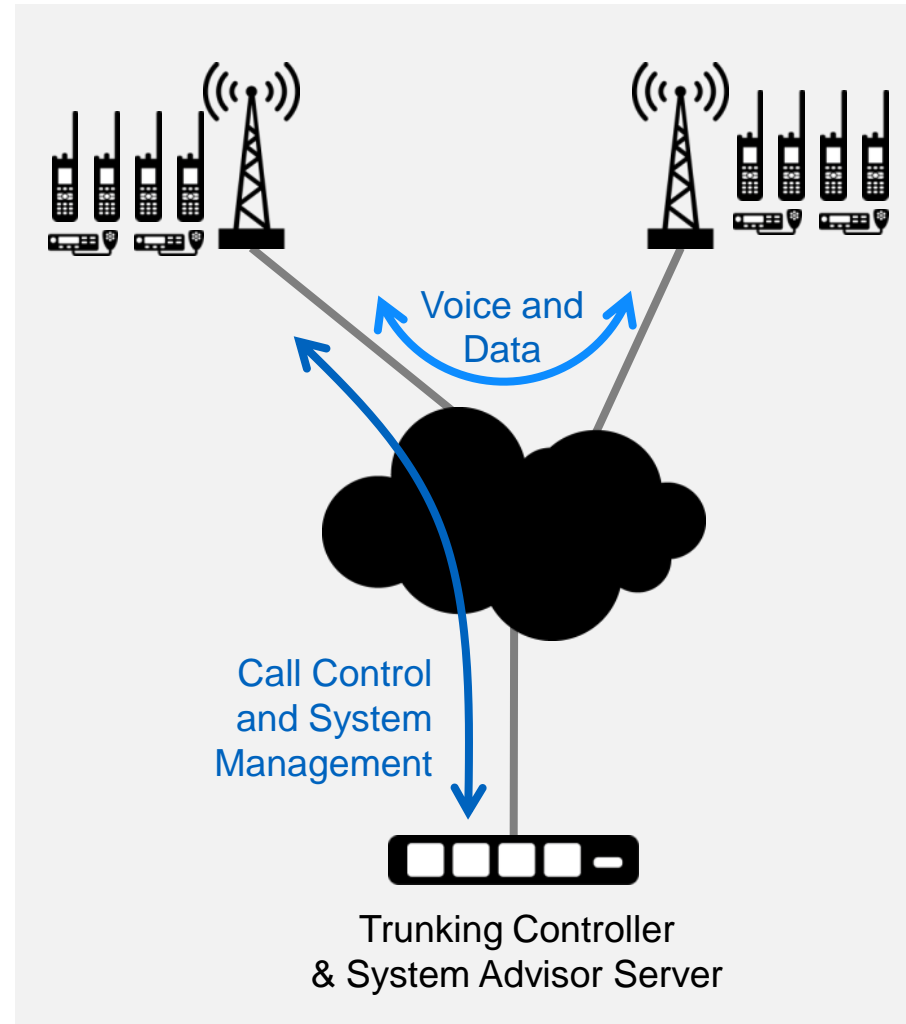 Voice and
Data
Call Control
and System
Management
Trunking Controller
& System Advisor Server